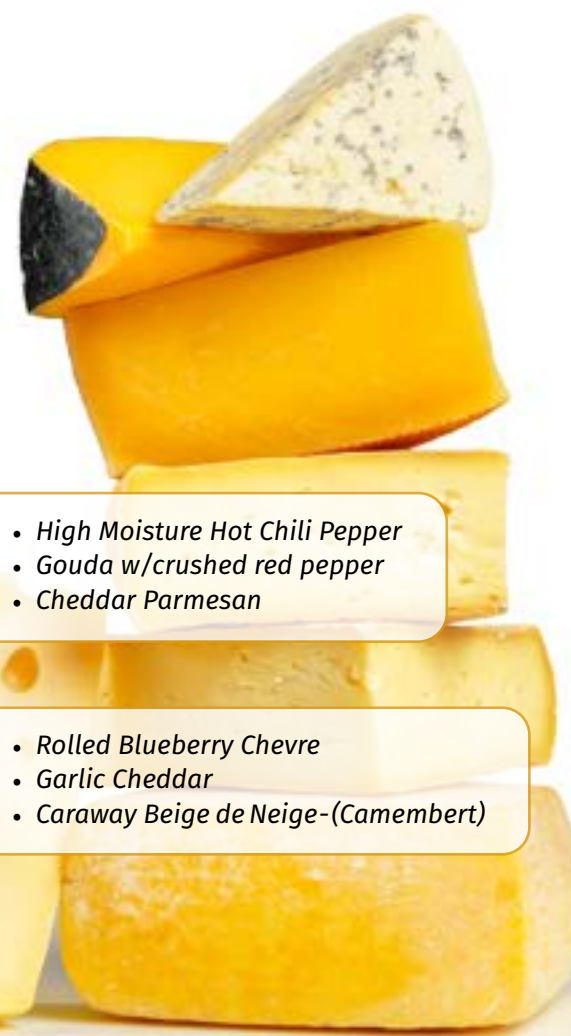 • High Moisture Hot Chili Pepper
• Gouda w/crushed red pepper
• Cheddar Parmesan
• Rolled Blueberry Chevre
• Garlic Cheddar
• Caraway Beige de Neige-(Camembert)